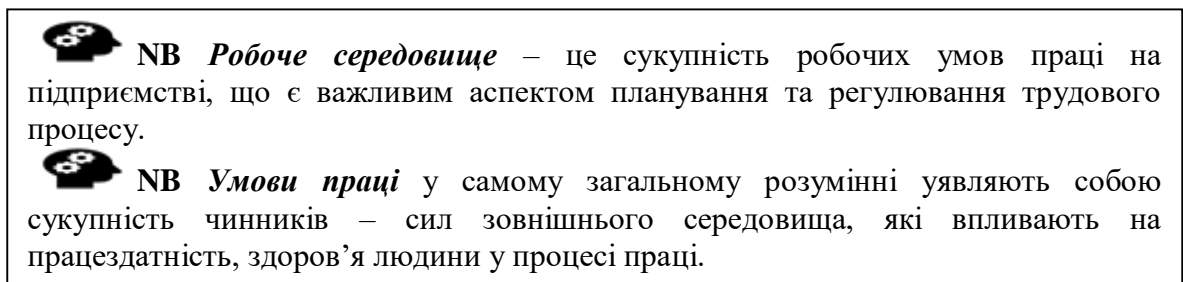 NB Робоче середовище – це сукупність робочих умов праці на
підприємстві, що є важливим аспектом планування та регулювання трудового
процесу.
NB Умови праці у самому загальному розумінні уявляють собою
сукупність чинників – сил зовнішнього середовища, які впливають на
працездатність, здоров’я людини у процесі праці.